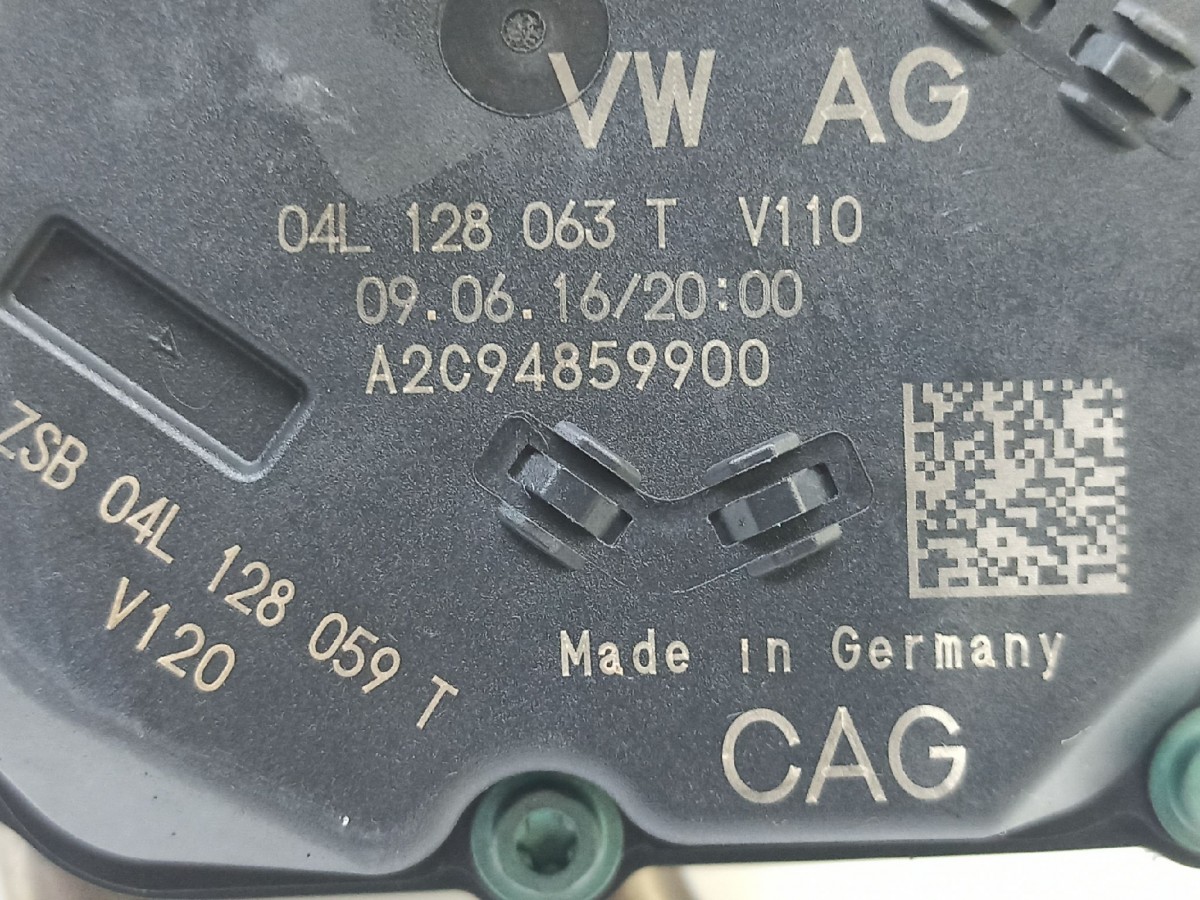 VW AG
04L 128 063 T V110
09.06.16/20:00
A2C94859900
ZSB 04L 128 059 T
V120
Made in Germany
CAG